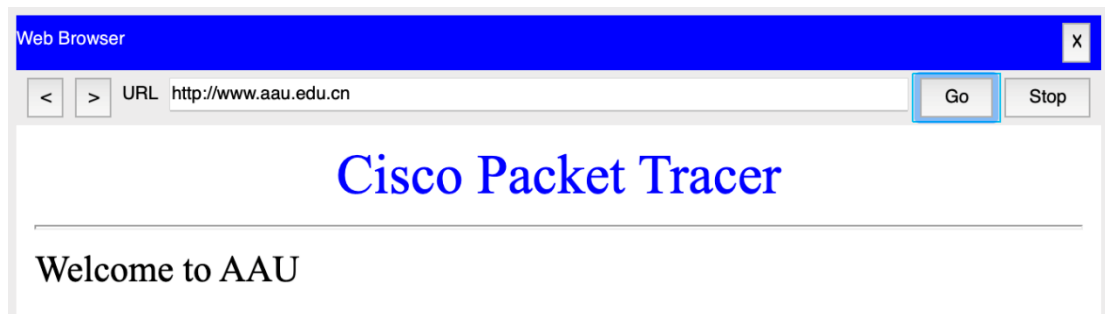 Web Browser X
< > URL http://www.aau.edu.cn Go Stop
Cisco Packet Tracer
Welcome to AAU